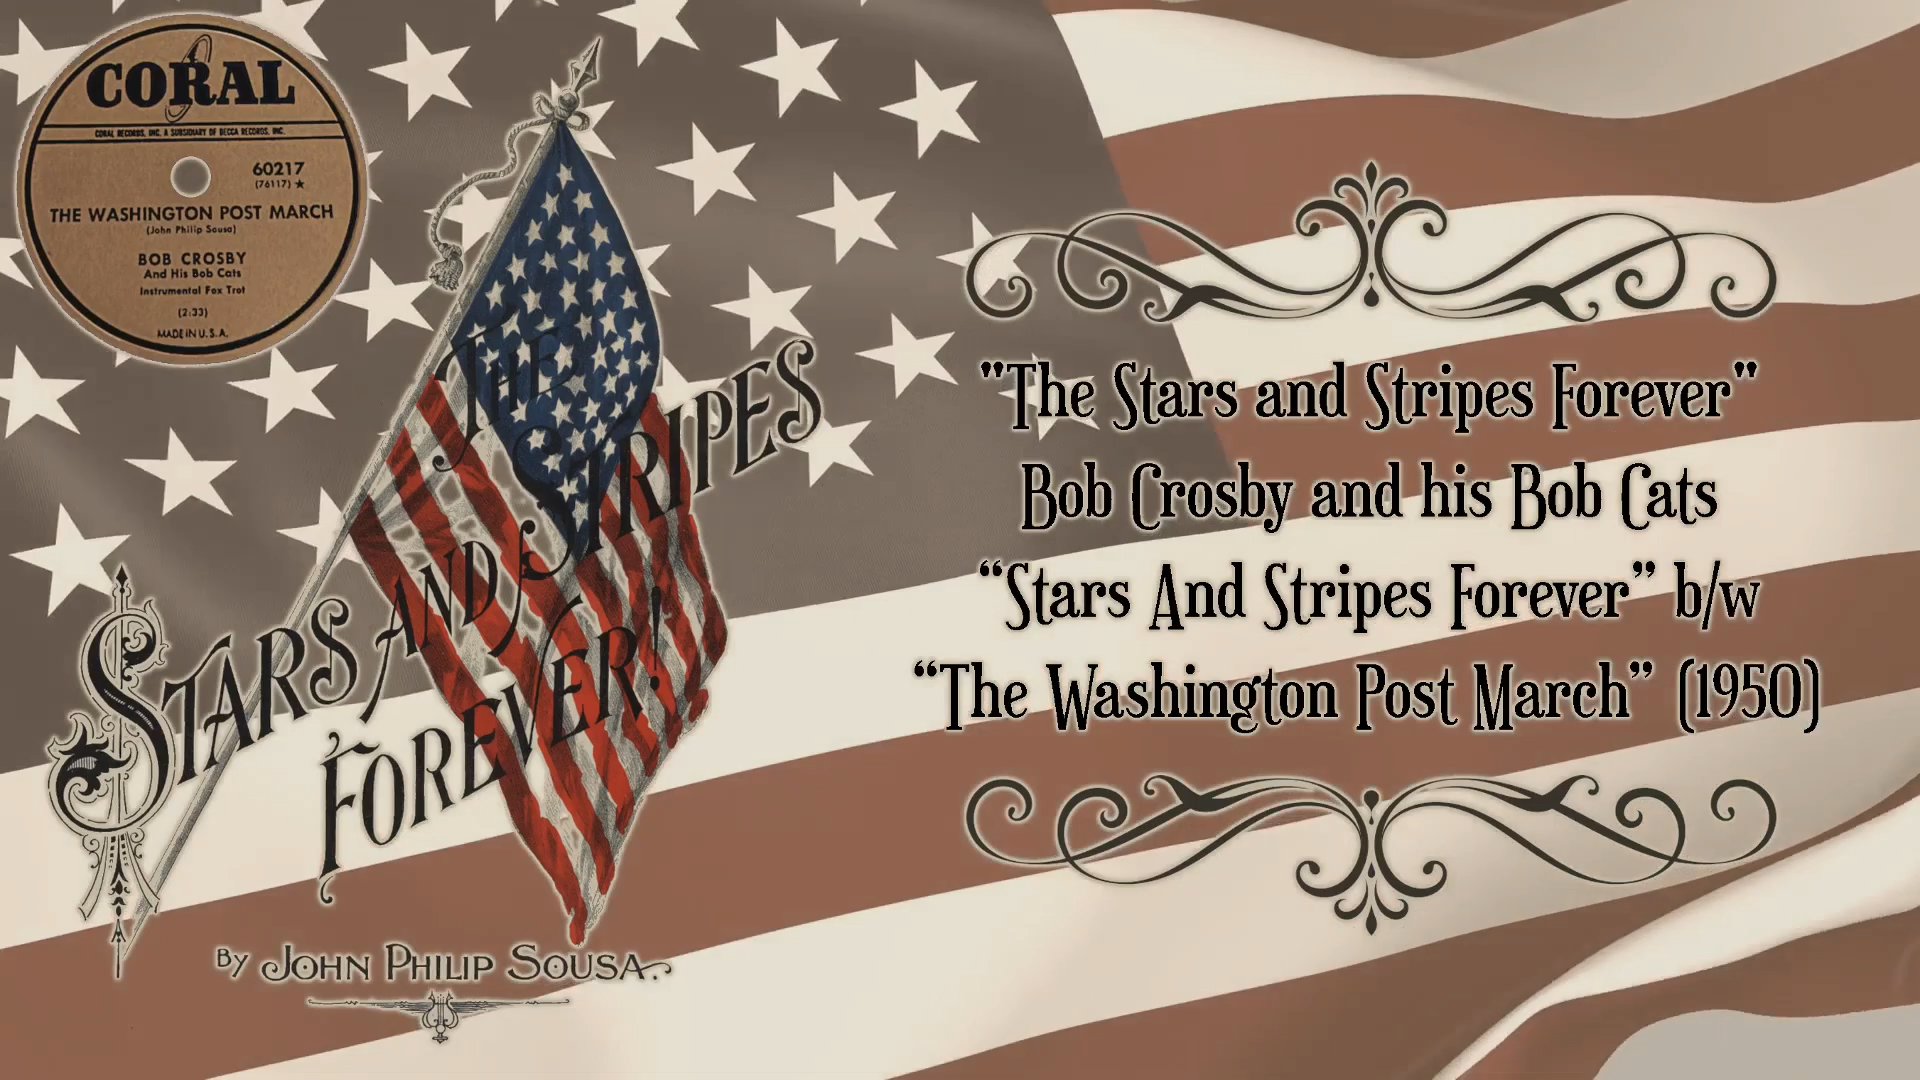 CORAL
CORAL RECORDS, INC. A SUBSIDIARY OF DECCA RECORDS, INC.
60217
(76117) ★
THE WASHINGTON POST MARCH
(John Philip Sousa)
BOB CROSBY
And His Bob Cats
Instrumental Fox Trot
(2:33)
MADE IN U.S.A.
THE
STARS AND STRIPES
FOREVER!
BY JOHN PHILIP SOUSA.
"The Stars and Stripes Forever"
Bob Crosby and his Bob Cats
“Stars And Stripes Forever” b/w
“The Washington Post March” (1950)